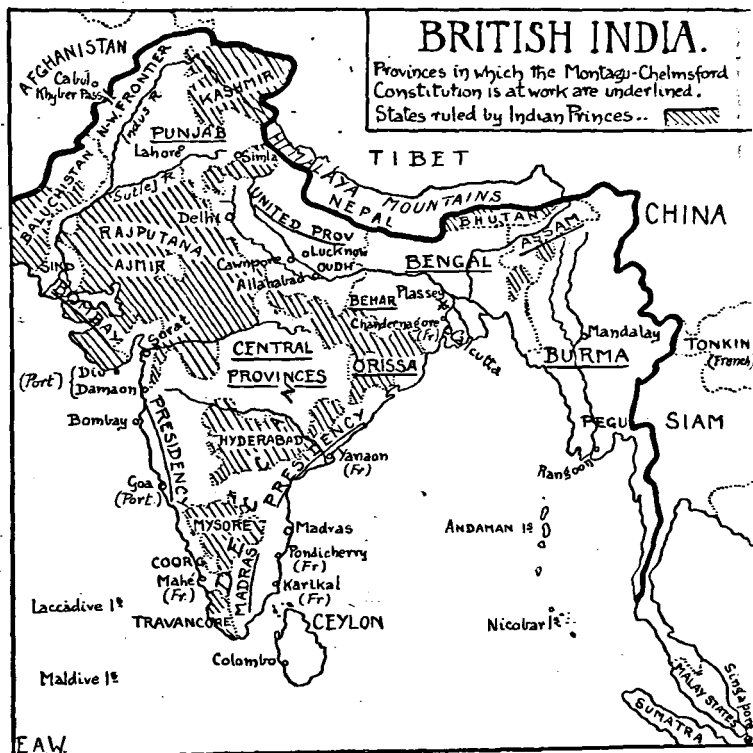 BRITISH INDIA.
Provinces in which the Montagu-Chelmsford
Constitution is at work are underlined.
States ruled by Indian Princes..
AFGHANISTAN
Cabul
Khyber Pass
N-W.FRONTIER
Indus R.
KASHMIR
PUNJAB
Lahore
Simla
HIMALAYA MOUNTAINS
TIBET
NEPAL
BHUTAN
ASSAM
CHINA
BALUCHISTAN
Sutlej R.
Delhi
UNITED PROV
RAJPUTANA
AJMIR
SIND
Cawnpore
Lucknow
OUDH
Allahabad
BENGAL
BEHAR
Plassey
Chandernagore
(Fr)
Calcutta
Mandalay
BURMA
TONKIN
(French)
BOMBAY
Surat
CENTRAL
PROVINCES
ORISSA
(Port)
Diu
Damaon
Bombay
PRESIDENCY
HYDERABAD
DECCAN
PRESIDENCY
Yanaon
(Fr)
PEGU
SIAM
Rangoon
Goa
(Port.)
MYSORE
MADRAS
Madras
ANDAMAN Is
COORG
Mahé
(Fr.)
Pondicherry
(Fr)
Karikal
(Fr)
Laccadive Is
TRAVANCORE
CEYLON
Nicobar Is
Colombo
Maldive Is
MALAY STATES
Singapore
SUMATRA
E.A.W.